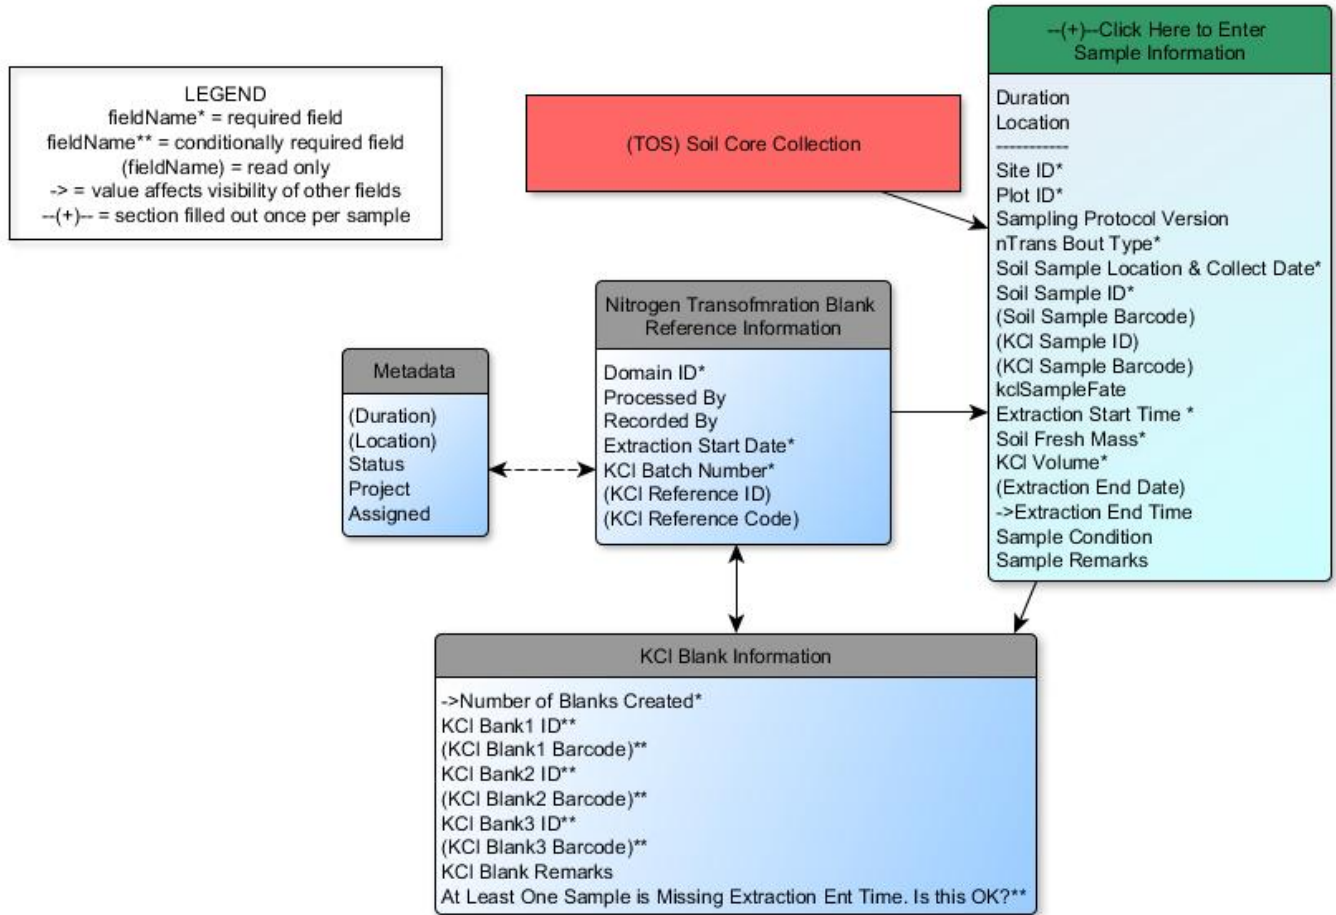 LEGEND
fieldName* = required field
fieldName** = conditionally required field
(fieldName) = read only
-> = value affects visibility of other fields
--(+)-- = section filled out once per sample
(TOS) Soil Core Collection
--(+)--Click Here to Enter
Sample Information
Duration
Location
-----------
Site ID*
Plot ID*
Sampling Protocol Version
nTrans Bout Type*
Soil Sample Location & Collect Date*
Soil Sample ID*
(Soil Sample Barcode)
(KCl Sample ID)
(KCl Sample Barcode)
kclSampleFate
Extraction Start Time *
Soil Fresh Mass*
KCl Volume*
(Extraction End Date)
->Extraction End Time
Sample Condition
Sample Remarks
Nitrogen Transofmration Blank
Reference Information
Domain ID*
Processed By
Recorded By
Extraction Start Date*
KCl Batch Number*
(KCl Reference ID)
(KCl Reference Code)
Metadata
(Duration)
(Location)
Status
Project
Assigned
KCl Blank Information
->Number of Blanks Created*
KCl Bank1 ID**
(KCl Blank1 Barcode)**
KCl Bank2 ID**
(KCl Blank2 Barcode)**
KCl Bank3 ID**
(KCl Blank3 Barcode)**
KCl Blank Remarks
At Least One Sample is Missing Extraction Ent Time. Is this OK?**